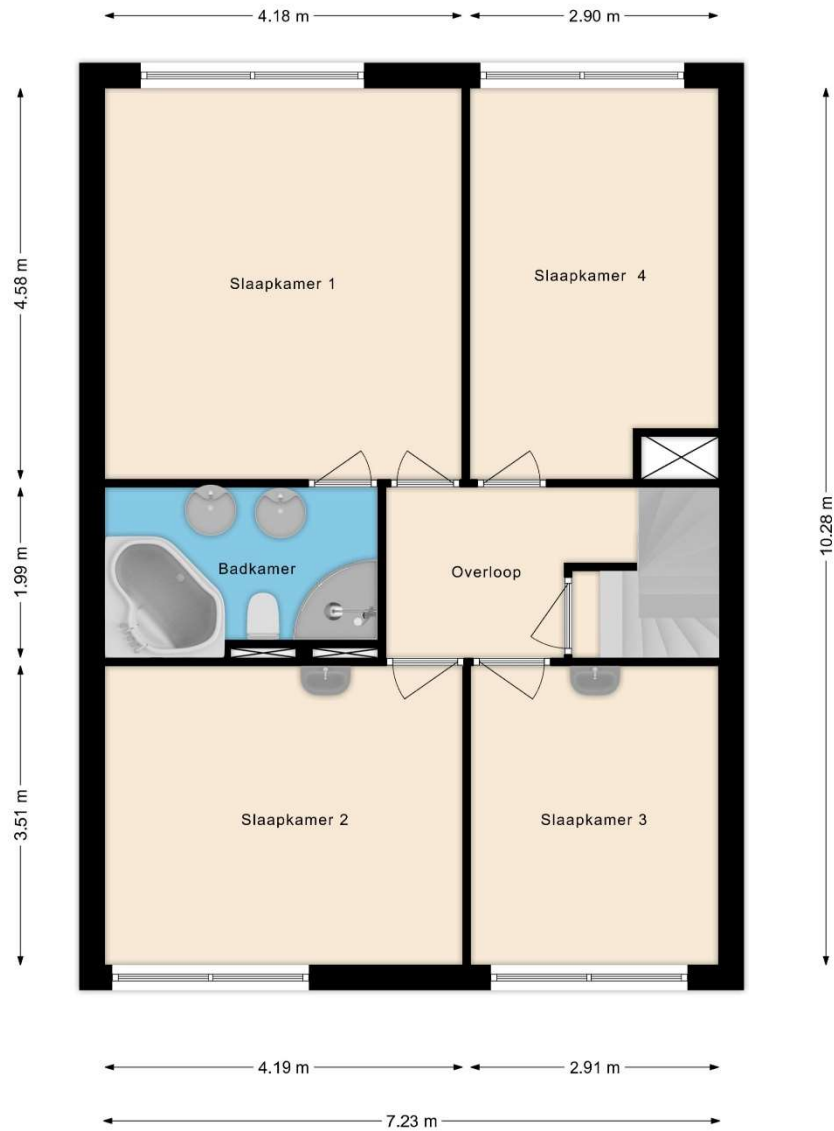 4.18 m
2.90 m
4.58 m
Slaapkamer 1
Slaapkamer 4
10.28 m
1.99 m
Badkamer
Overloop
3.51 m
Slaapkamer 2
Slaapkamer 3
4.19 m
2.91 m
7.23 m